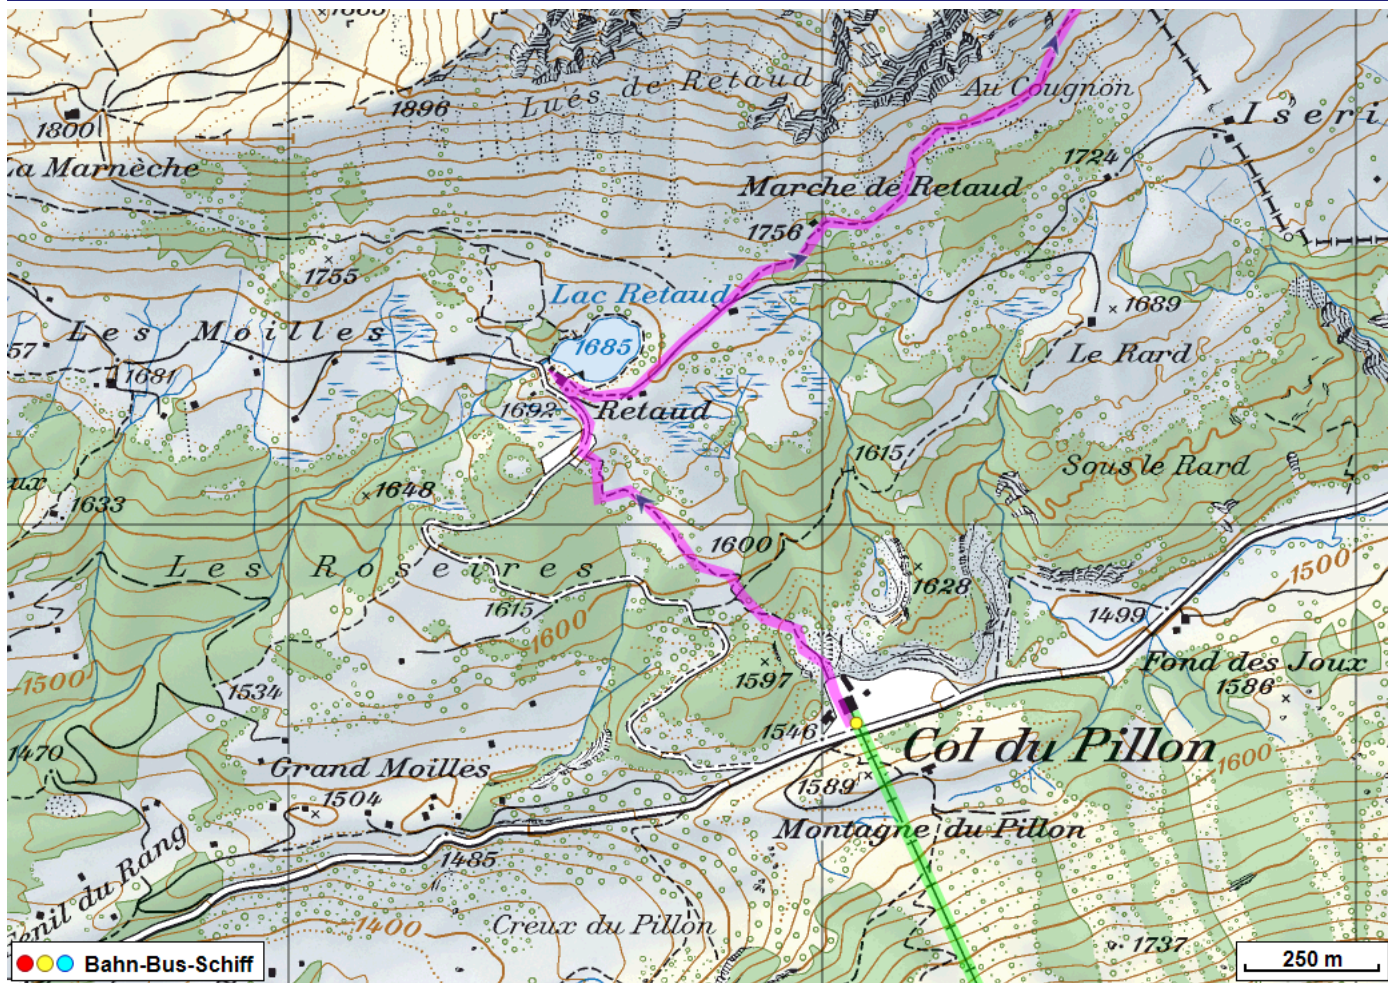 1896
Lués de Retaud
Au Cougnon
1800
Iseri
La Marnèche
1724
Marche de Retaud
1756
1755
Lac Retaud
1689
Les Moilles
57
1685
Le Rard
1681
1692
Retaud
1615
Sous le Rard
ux
1648
1633
1600
1500
Les Roseires
1628
1615
1600
1499
Fond des Joux
1500
1534
1597
1586
1546
1470
Col du Pillon
1600
Grand Moilles
1589
1504
Montagne du Pillon
1485
enil du Rang
1400
Creux du Pillon
1737
Bahn-Bus-Schiff
250 m